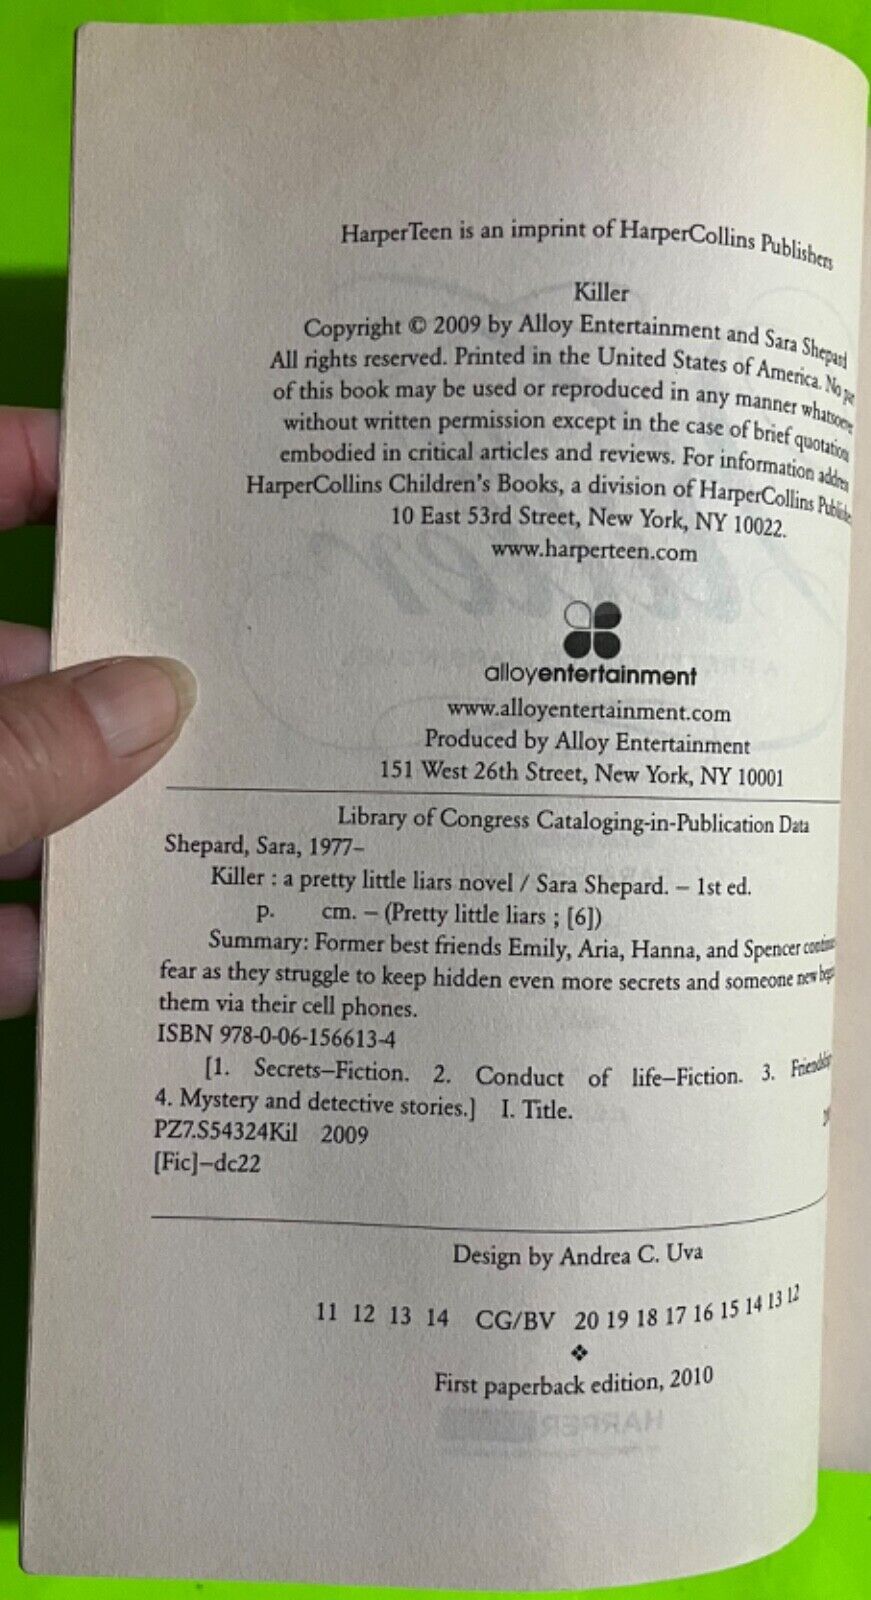 HarperTeen is an imprint of HarperCollins Publishers
Killer
Copyright © 2009 by Alloy Entertainment and Sara Shepard
All rights reserved. Printed in the United States of America. No
of this book may be used or reproduced in any manner
without written permission except in the case of brief quotations
embodied in critical articles and reviews. For information address
HarperCollins Children's Books, a division of HarperCollins
10 East 53rd Street, New York, NY 10022.
www.harperteen.com
alloyentertainment
www.alloyentertainment.com
Produced by Alloy Entertainment
151 West 26th Street, New York, NY 10001
Library of Congress Cataloging-in-Publication Data
Shepard, Sara, 1977–
Killer : a pretty little liars novel / Sara Shepard. – 1st ed.
p. cm. – (Pretty little liars ; [6])
Summary: Former best friends Emily, Aria, Hanna, and Spencer
fear as they struggle to keep hidden even more secrets and someone new
them via their cell phones.
ISBN 978-0-06-156613-4
[1. Secrets–Fiction. 2. Conduct of life–Fiction. 3.
4. Mystery and detective stories.] I. Title.
PZ7.S54324Kil 2009
[Fic]–dc22
Design by Andrea C. Uva
11 12 13 14 CG/BV 20 19 18 17 16 15 14 13 12
❖
First paperback edition, 2010